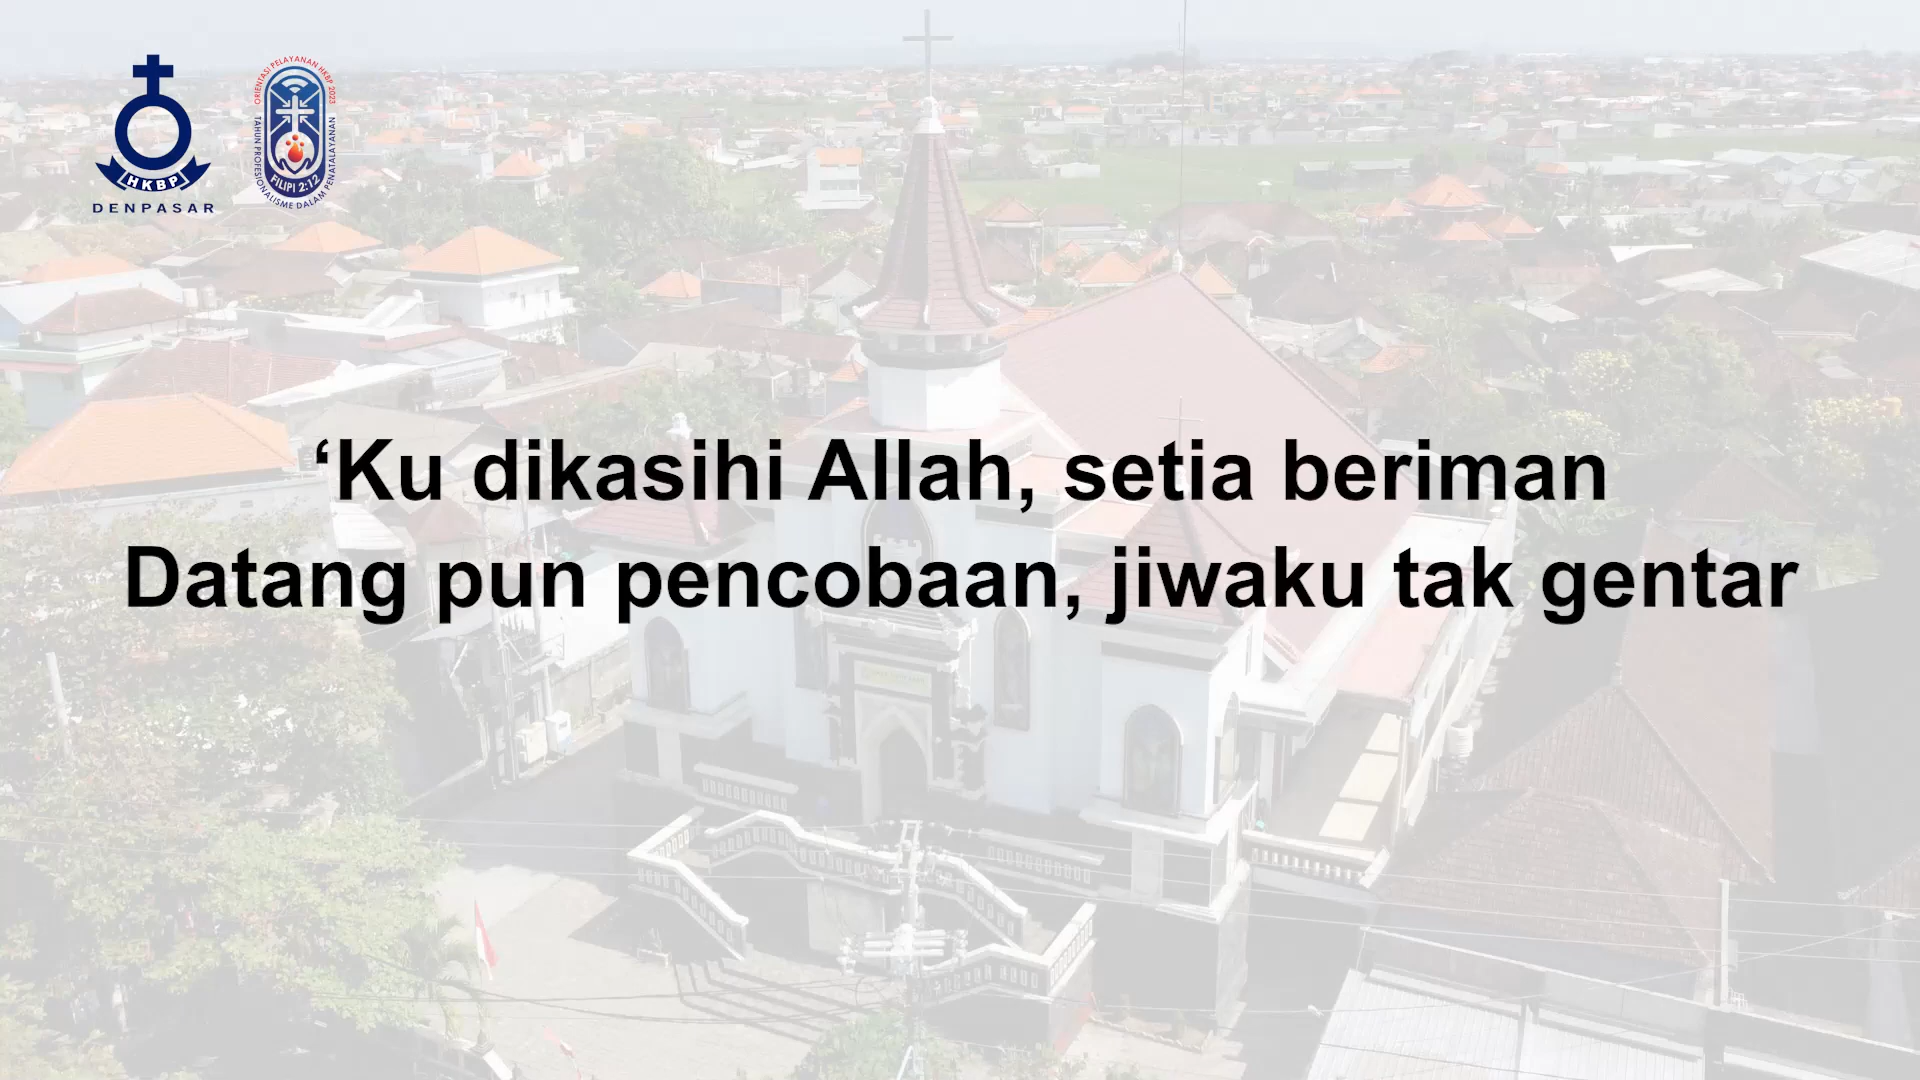 HKBP
DENPASAR
ORIENTASI PELAYANAN HKBP 2023
TAHUN PROFESIONALISME DALAM PENATALAYANAN
FILIPI 2:12
‘Ku dikasihi Allah, setia beriman
Datang pun pencobaan, jiwaku tak gentar